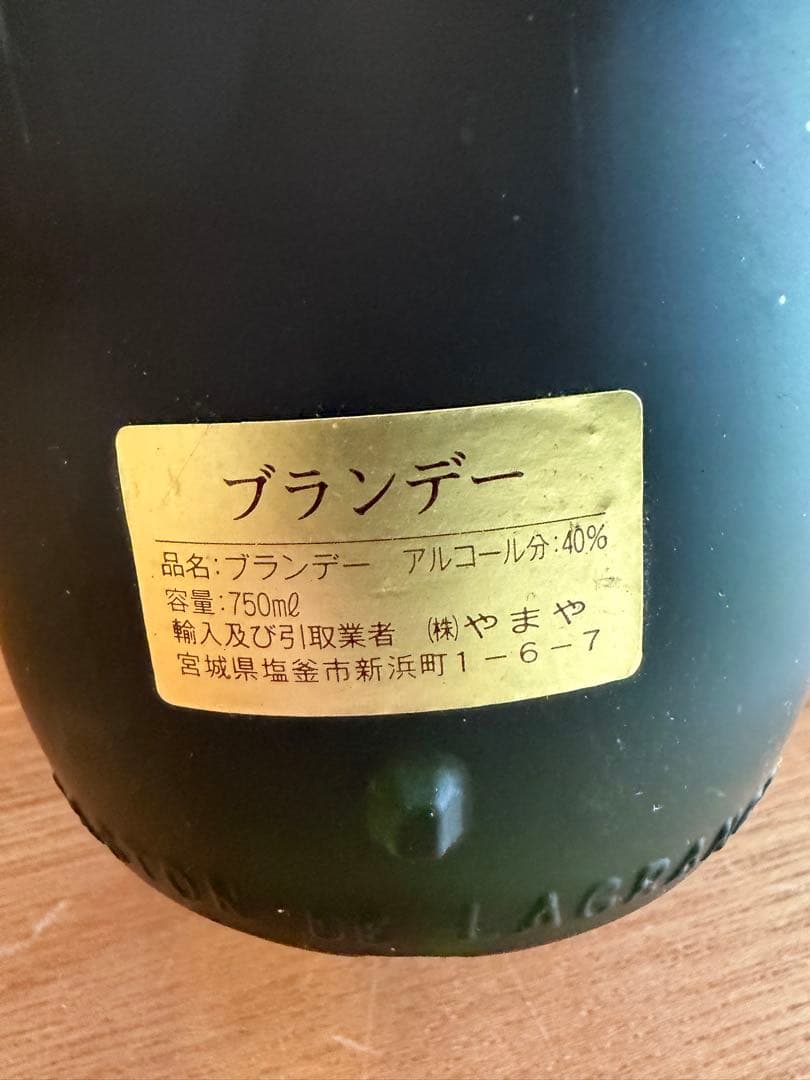 ブランデー
品名:ブランデー アルコール分:40%
容量:750ml
輸入及び引取業者 (株)やまや
宮城県塩釜市新浜町1-6-7
DE LAGRAN